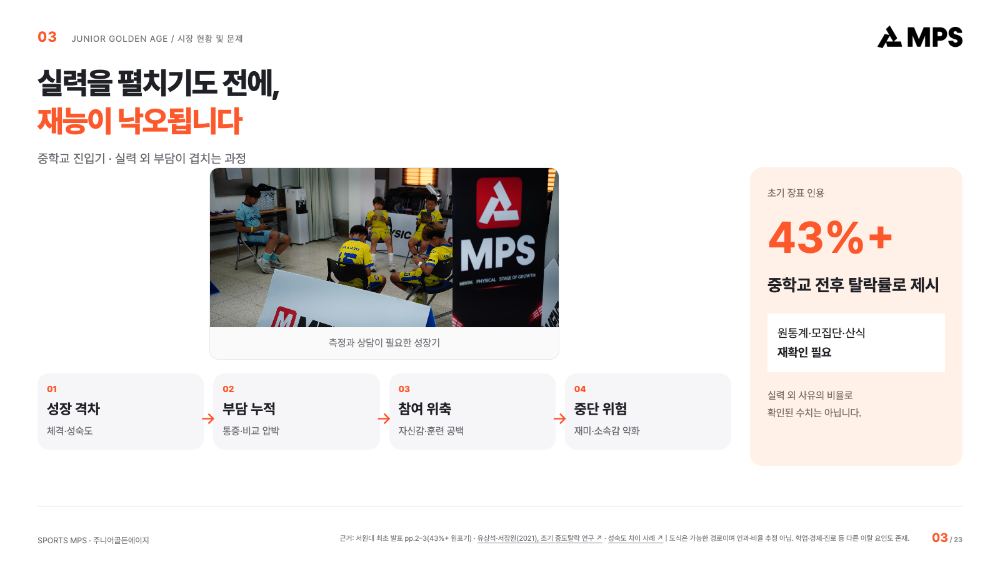 03 JUNIOR GOLDEN AGE / 시장 현황 및 문제
MPS
실력을 펼치기도 전에,
재능이 낙오됩니다
중학교 진입기 · 실력 외 부담이 겹치는 과정
MPS
MENTAL PHYSICAL STAGE OF GROWTH
측정과 상담이 필요한 성장기
01
성장 격차
체격·성숙도
→
02
부담 누적
통증·비교 압박
→
03
참여 위축
자신감·훈련 공백
→
04
중단 위험
재미·소속감 약화
초기 장표 인용
43%+
중학교 전후 탈락률로 제시
원통계·모집단·산식
재확인 필요
실력 외 사유의 비율로
확인된 수치는 아닙니다.
SPORTS MPS · 주니어골든에이지
근거: 서원대 최초 발표 pp.2–3(43%+ 원표기) · 유상석·서장원(2021), 조기 중도탈락 연구 ↗ · 성숙도 차이 사례 ↗ | 도식은 가능한 경로이며 인과·비율 추정 아님. 학업·경제·진로 등 다른 이탈 요인도 존재.
03 / 23